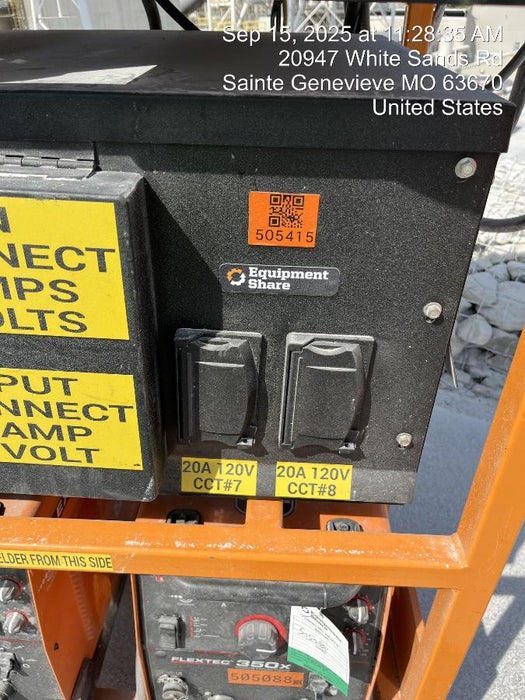 Sep 15, 2025 at 11:28:35 AM
20947 White Sands Rd
Sainte Genevieve MO 63670
United States
505415
Equipment
Share
NNECT
MPS
OLTS
PUT
NNECT
AMP
VOLT
20A 120V
CCT#7
20A 120V
CCT#8
ELDER FROM THIS SIDE
FLEXTEC 350X
505088